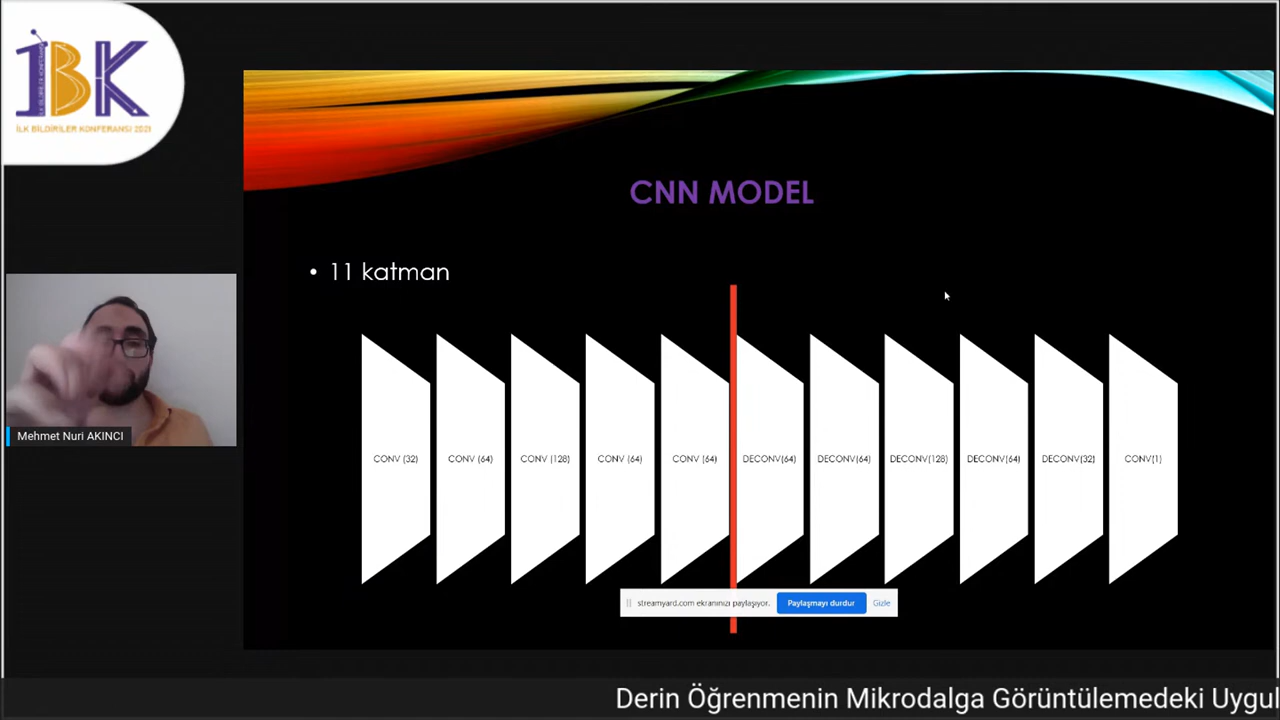 İBK
İLK BİLDİRİLER KONFERANSI 2021
CNN MODEL
• 11 katman
CONV (32)
CONV (64)
CONV (128)
CONV (64)
CONV (64)
DECONV(64)
DECONV(64)
DECONV(128)
DECONV(64)
DECONV(32)
CONV(1)
streamyard.com ekranınızı paylaşıyor.
Paylaşmayı durdur
Gizle
Mehmet Nuri AKINCI
Derin Öğrenmenin Mikrodalga Görüntülemedeki Uygul